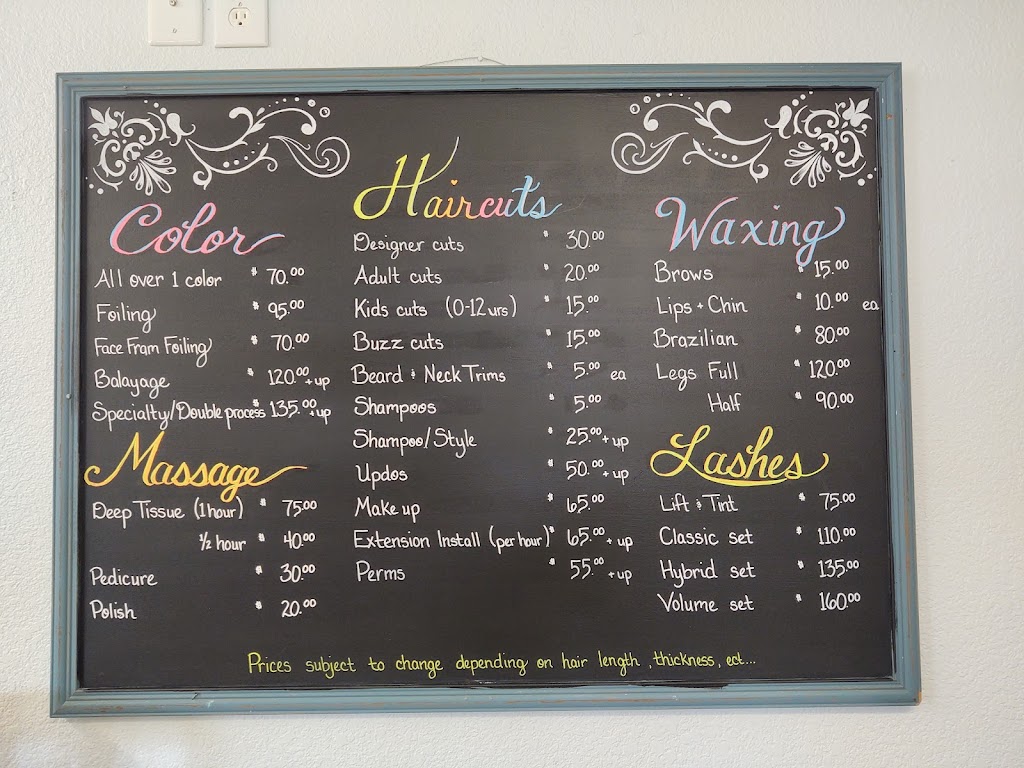 Color
All over 1 color $ 70.00
Foiling $ 95.00
Face Fram Foiling $ 70.00
Balayage $ 120.00 + up
Specialty/Double process $ 135.00 + up
Massage
Deep Tissue (1 hour) $ 75.00
1/2 hour $ 40.00
Pedicure $ 30.00
Polish $ 20.00
Haircuts
Designer cuts $ 30.00
Adult cuts $ 20.00
Kids cuts (0-12 yrs) $ 15.00
Buzz cuts $ 15.00
Beard & Neck Trims $ 5.00 ea
Shampoos $ 5.00
Shampoo/Style $ 25.00 + up
Updos $ 50.00 + up
Make up $ 65.00
Extension Install (per hour) $ 65.00 + up
Perms $ 55.00 + up
Waxing
Brows $ 15.00
Lips + Chin $ 10.00 ea
Brazilian $ 80.00
Legs Full $ 120.00
Half $ 90.00
Lashes
Lift & Tint $ 75.00
Classic set $ 110.00
Hybrid set $ 135.00
Volume set $ 160.00
Prices subject to change depending on hair length, thickness, ect...